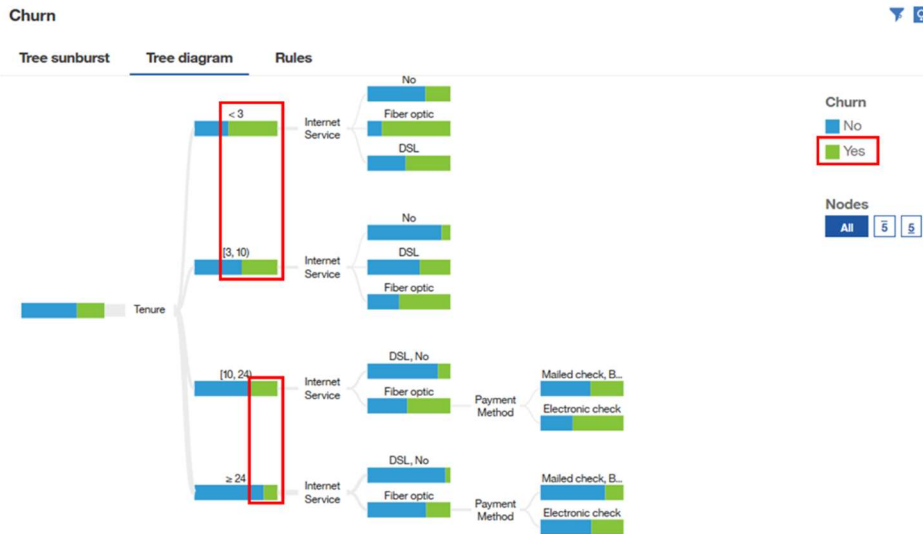 Churn
Tree sunburst
Tree diagram
Rules
No
< 3
Internet
Service
Fiber optic
DSL
No
[3, 10)
Internet
Service
DSL
Fiber optic
Tenure
DSL, No
[10, 24)
Internet
Service
Fiber optic
Payment
Method
Mailed check, B...
Electronic check
DSL, No
≥ 24
Internet
Service
Fiber optic
Payment
Method
Mailed check, B...
Electronic check
Churn
No
Yes
Nodes
All
5
5